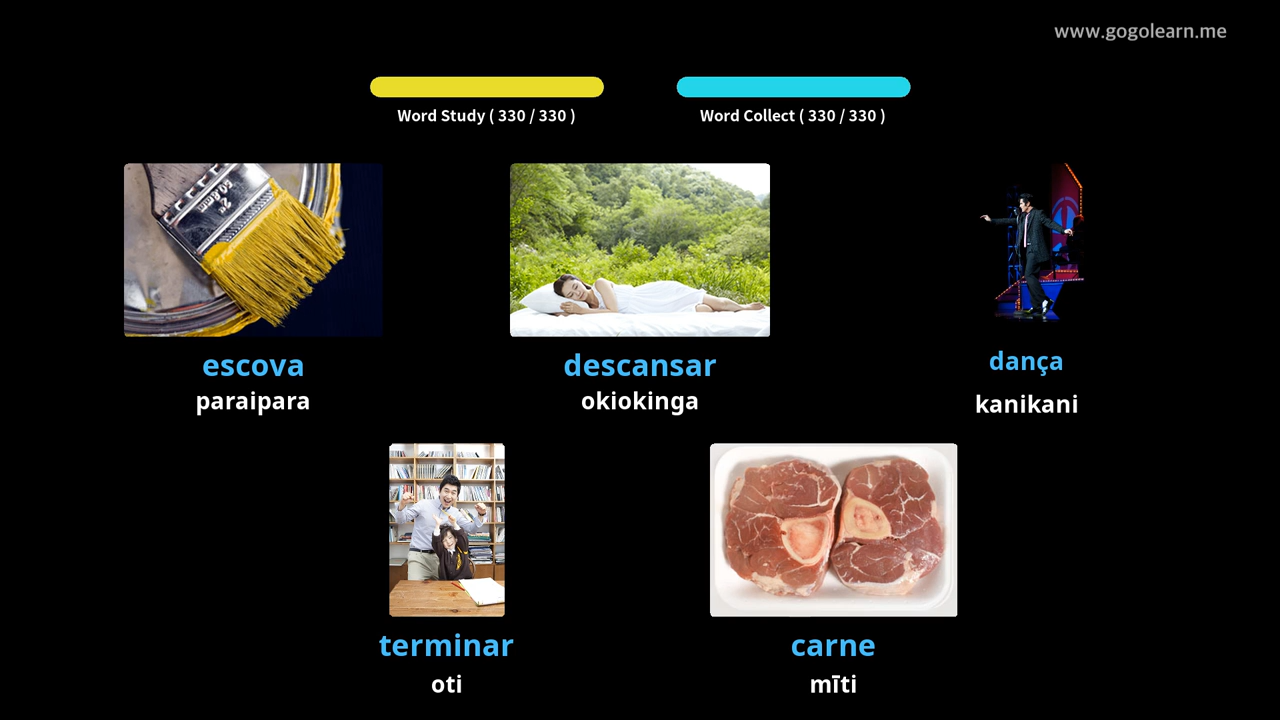 www.gogolearn.me
Word Study ( 330 / 330 )
Word Collect ( 330 / 330 )
escova
paraipara
descansar
okiokinga
dança
kanikani
terminar
oti
carne
mīti